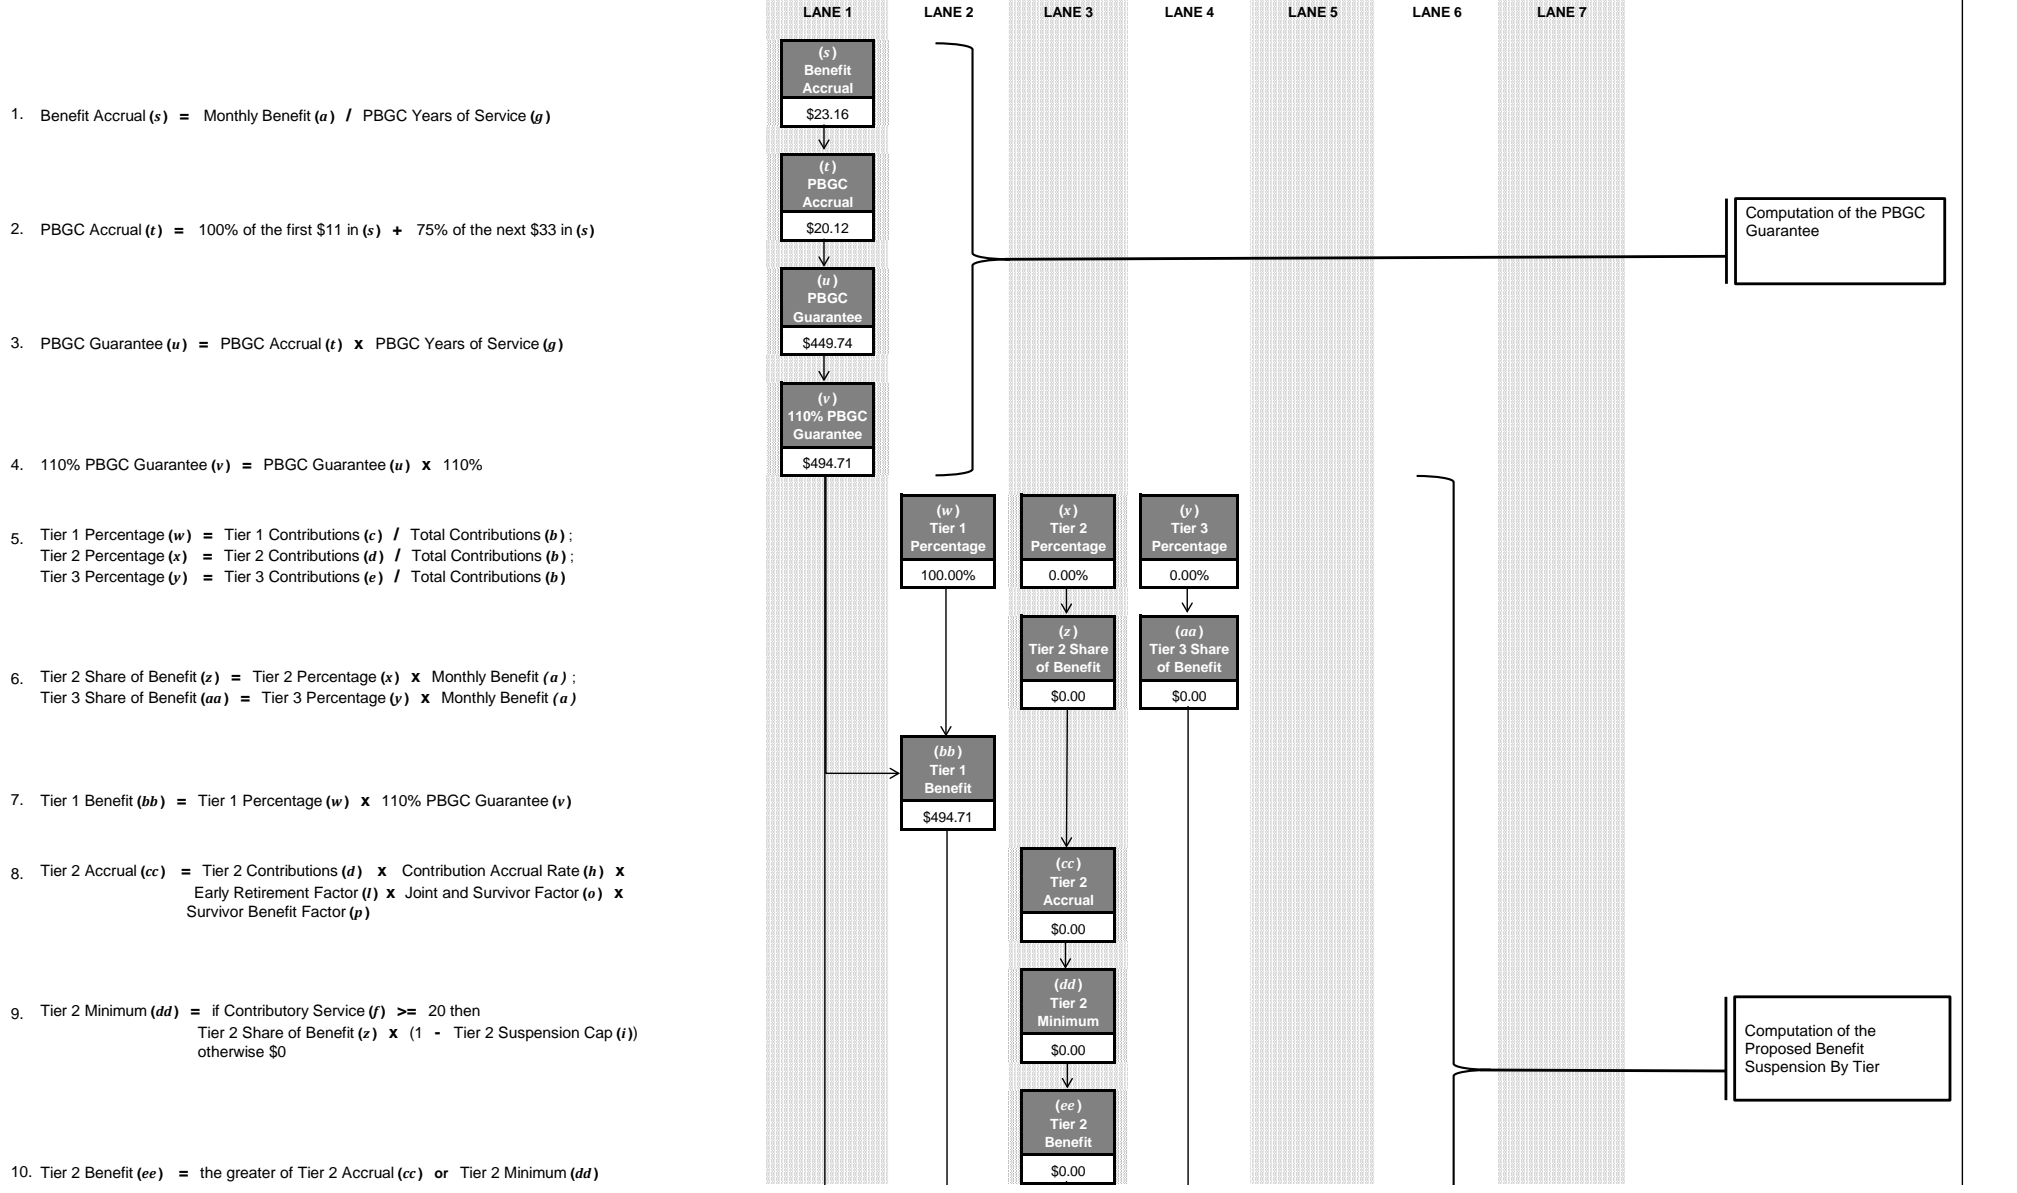 LANE 1 LANE 2 LANE 3 LANE 4 LANE 5 LANE 6 LANE 7
(s)
Benefit
Accrual
$23.16
1. Benefit Accrual (s) = Monthly Benefit (a) / PBGC Years of Service (g)
(t)
PBGC
Accrual
$20.12
2. PBGC Accrual (t) = 100% of the first $11 in (s) + 75% of the next $33 in (s)
Computation of the PBGC
Guarantee
(u)
PBGC
Guarantee
$449.74
3. PBGC Guarantee (u) = PBGC Accrual (t) x PBGC Years of Service (g)
(v)
110% PBGC
Guarantee
$494.71
4. 110% PBGC Guarantee (v) = PBGC Guarantee (u) x 110%
(w)
Tier 1
Percentage
100.00%
(x)
Tier 2
Percentage
0.00%
(y)
Tier 3
Percentage
0.00%
5. Tier 1 Percentage (w) = Tier 1 Contributions (c) / Total Contributions (b) ;
Tier 2 Percentage (x) = Tier 2 Contributions (d) / Total Contributions (b) ;
Tier 3 Percentage (y) = Tier 3 Contributions (e) / Total Contributions (b)
(z)
Tier 2 Share
of Benefit
$0.00
(aa)
Tier 3 Share
of Benefit
$0.00
6. Tier 2 Share of Benefit (z) = Tier 2 Percentage (x) x Monthly Benefit (a) ;
Tier 3 Share of Benefit (aa) = Tier 3 Percentage (y) x Monthly Benefit (a)
(bb)
Tier 1
Benefit
$494.71
7. Tier 1 Benefit (bb) = Tier 1 Percentage (w) x 110% PBGC Guarantee (v)
(cc)
Tier 2
Accrual
$0.00
8. Tier 2 Accrual (cc) = Tier 2 Contributions (d) x Contribution Accrual Rate (h) x
Early Retirement Factor (l) x Joint and Survivor Factor (o) x
Survivor Benefit Factor (p)
(dd)
Tier 2
Minimum
$0.00
9. Tier 2 Minimum (dd) = if Contributory Service (f) >= 20 then
Tier 2 Share of Benefit (z) x (1 - Tier 2 Suspension Cap (i))
otherwise $0
Computation of the
Proposed Benefit
Suspension By Tier
(ee)
Tier 2
Benefit
$0.00
10. Tier 2 Benefit (ee) = the greater of Tier 2 Accrual (cc) or Tier 2 Minimum (dd)